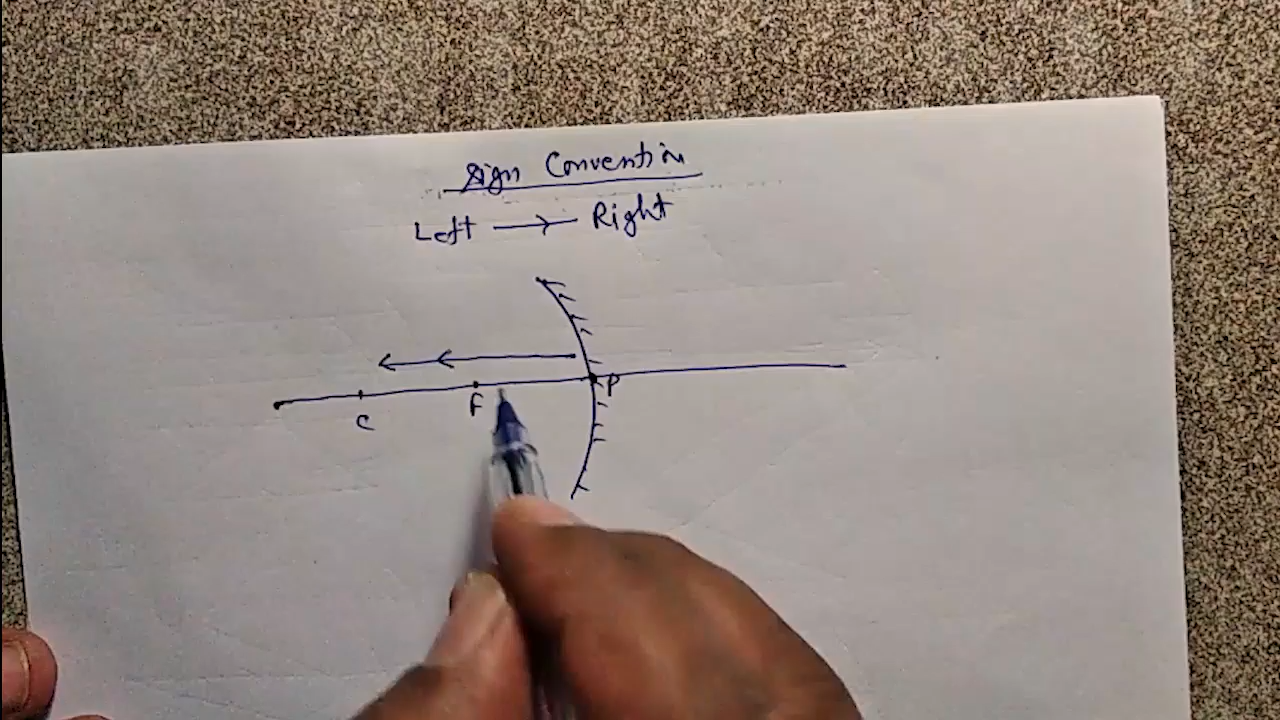 Sign Convention
Left → Right
P
F
C